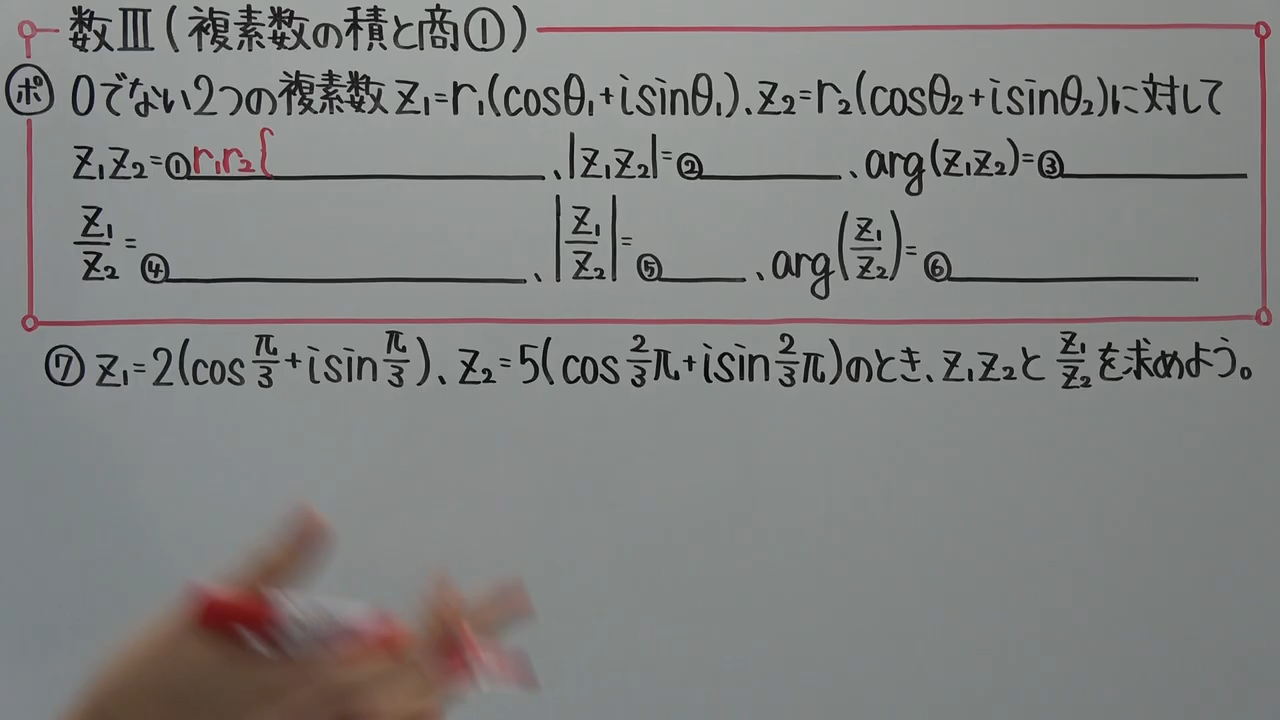 数Ⅲ(複素数の積と商①)
ポ 0でない2つの複素数 z₁=r₁(cosθ₁+isinθ₁)、z₂=r₂(cosθ₂+isinθ₂)に対して
z₁z₂=①r₁r₂{ 、|z₁z₂|=② 、arg(z₁z₂)=③
z₁/z₂=④ 、|z₁/z₂|=⑤ 、arg(z₁/z₂)=⑥
⑦ z₁=2(cos π/3+isin π/3)、z₂=5(cos 2/3π+isin 2/3π)のとき、z₁z₂と z₁/z₂を求めよう。